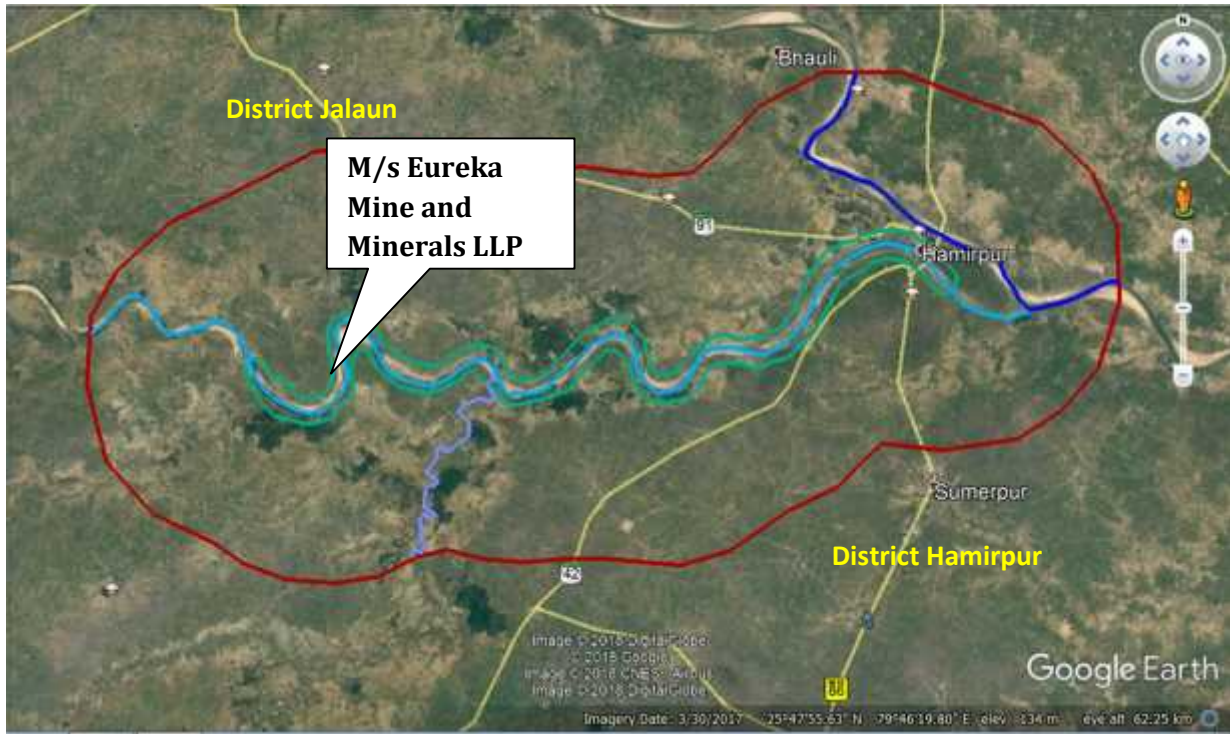 N
Bnauli
District Jalaun
M/s Eureka
Mine and
Minerals LLP
91
Hamirpur
Sumerpur
District Hamirpur
42
Image © 2018 DigitalGlobe
© 2018 Google
Image © 2018 CNES / Airbus
Image © 2018 DigitalGlobe
Google Earth
86
Imagery Date: 3/30/2017 25°47'55.63" N 79°46'19.80" E elev 134 m eye alt 62.25 km